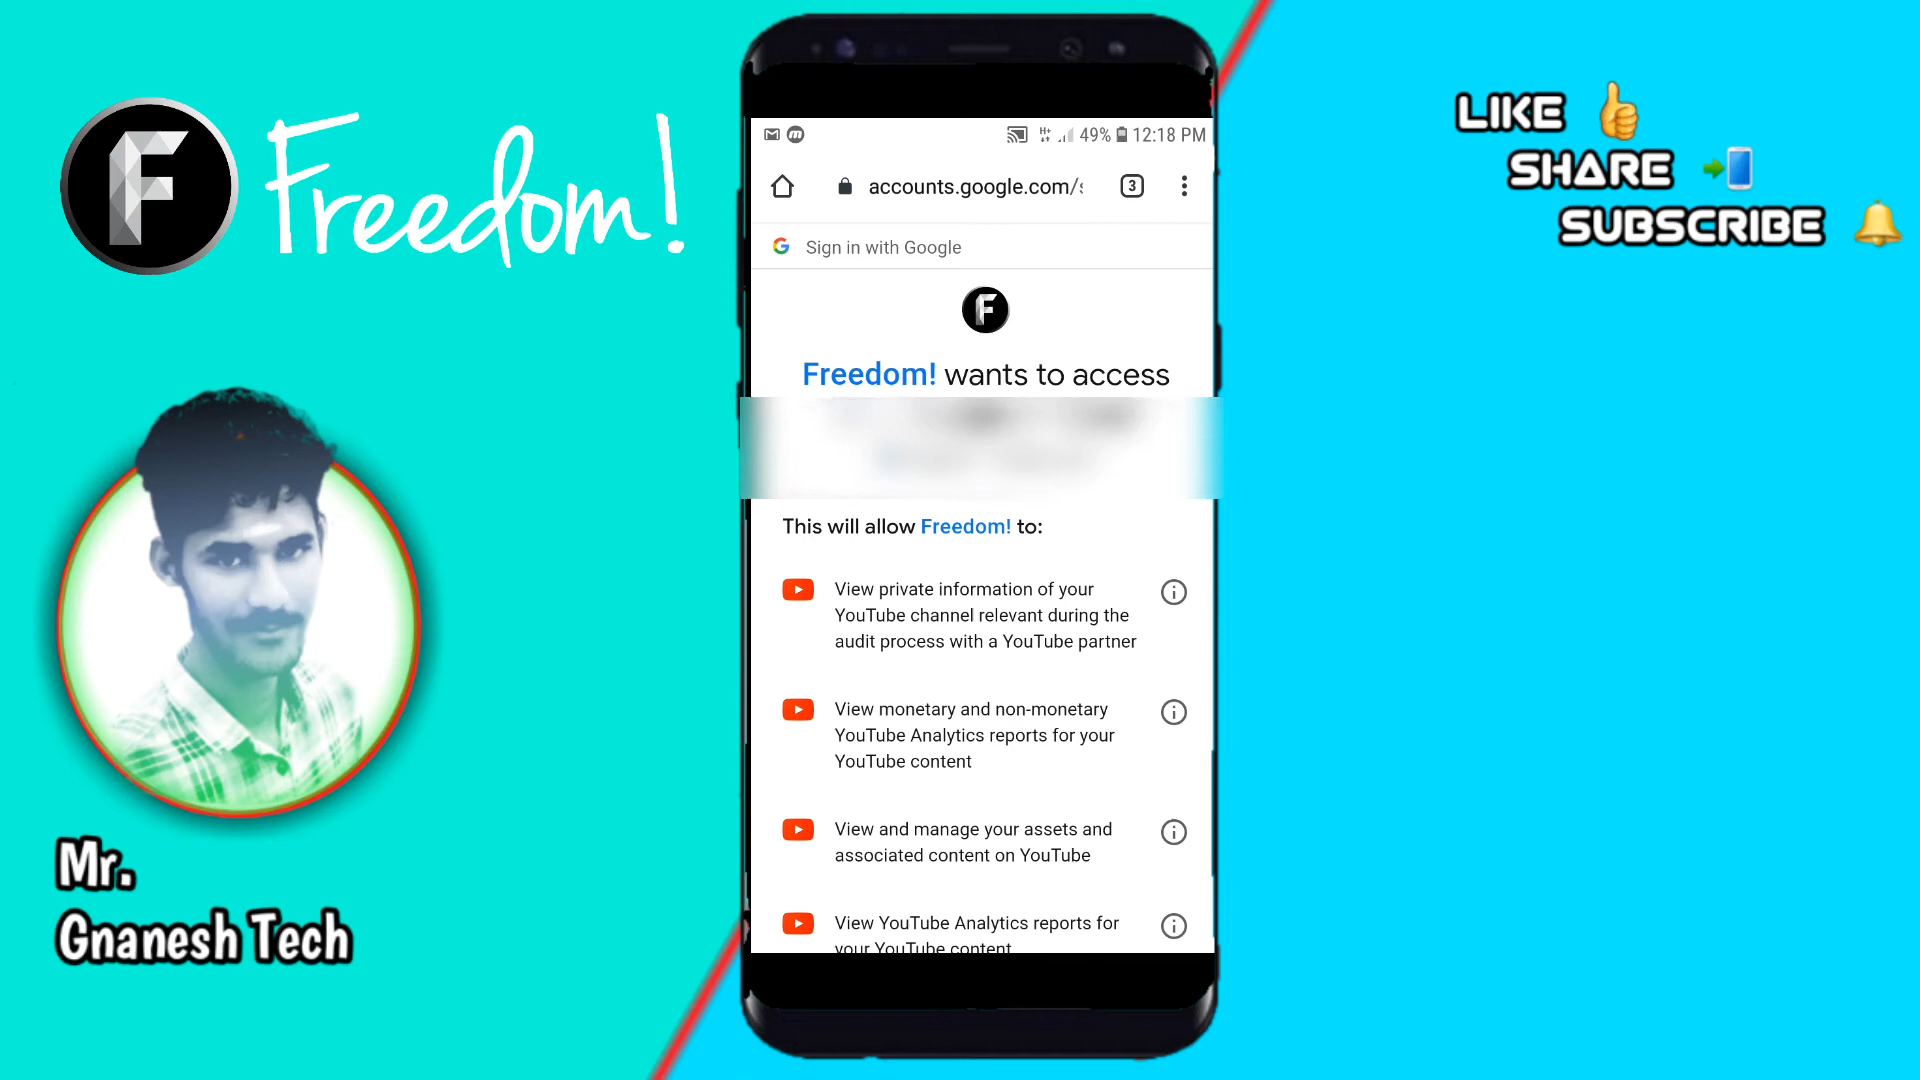 F Freedom!
LIKE
SHARE
SUBSCRIBE
49% 12:18 PM
accounts.google.com/
3
Sign in with Google
F
Freedom! wants to access
This will allow Freedom! to:
View private information of your
YouTube channel relevant during the
audit process with a YouTube partner
View monetary and non-monetary
YouTube Analytics reports for your
YouTube content
View and manage your assets and
associated content on YouTube
View YouTube Analytics reports for
your YouTube content
Mr.
Gnanesh Tech